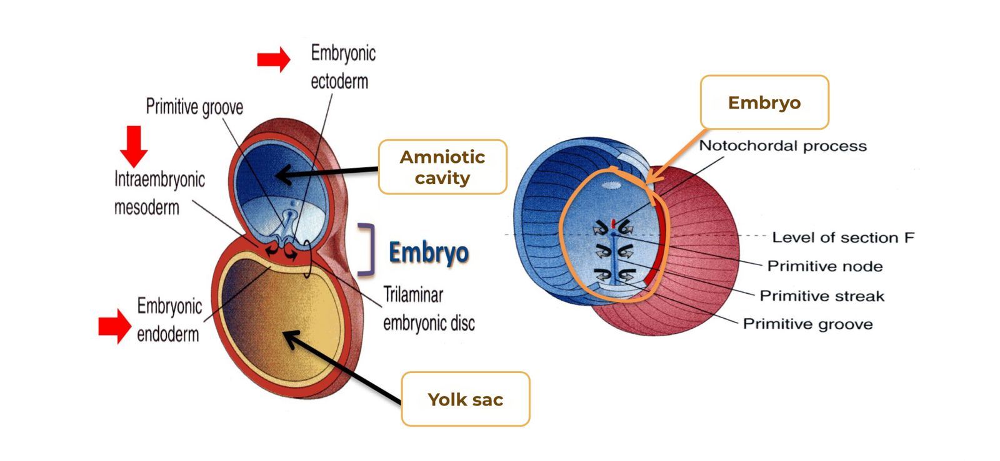 Embryonic
ectoderm
Primitive groove
Intraembryonic
mesoderm
Amniotic
cavity
Embryo
Embryonic
endoderm
Trilaminar
embryonic disc
Yolk sac
Embryo
Notochordal process
Level of section F
Primitive node
Primitive streak
Primitive groove